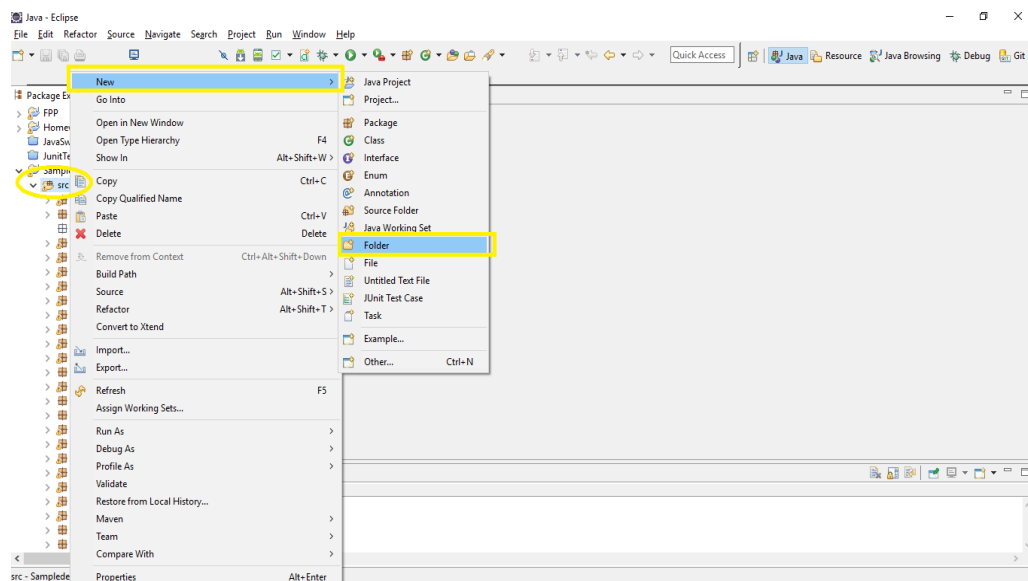 Java - Eclipse
File Edit Refactor Source Navigate Search Project Run Window Help
Quick Access Java Resource Java Browsing Debug Git
Package Ex
FPP
Home
JavaSw
JunitTe
Sample
src
New
Go Into
Open in New Window
Open Type Hierarchy F4
Show In Alt+Shift+W >
Copy Ctrl+C
Copy Qualified Name
Paste Ctrl+V
Delete Delete
Remove from Context Ctrl+Alt+Shift+Down
Build Path
Source Alt+Shift+S >
Refactor Alt+Shift+T >
Convert to Xtend
Import...
Export...
Refresh F5
Assign Working Sets...
Run As
Debug As
Profile As
Validate
Restore from Local History...
Maven
Team
Compare With
Properties Alt+Enter
Java Project
Project...
Package
Class
Interface
Enum
Annotation
Source Folder
Java Working Set
Folder
File
Untitled Text File
JUnit Test Case
Task
Example...
Other... Ctrl+N
src - Samplede